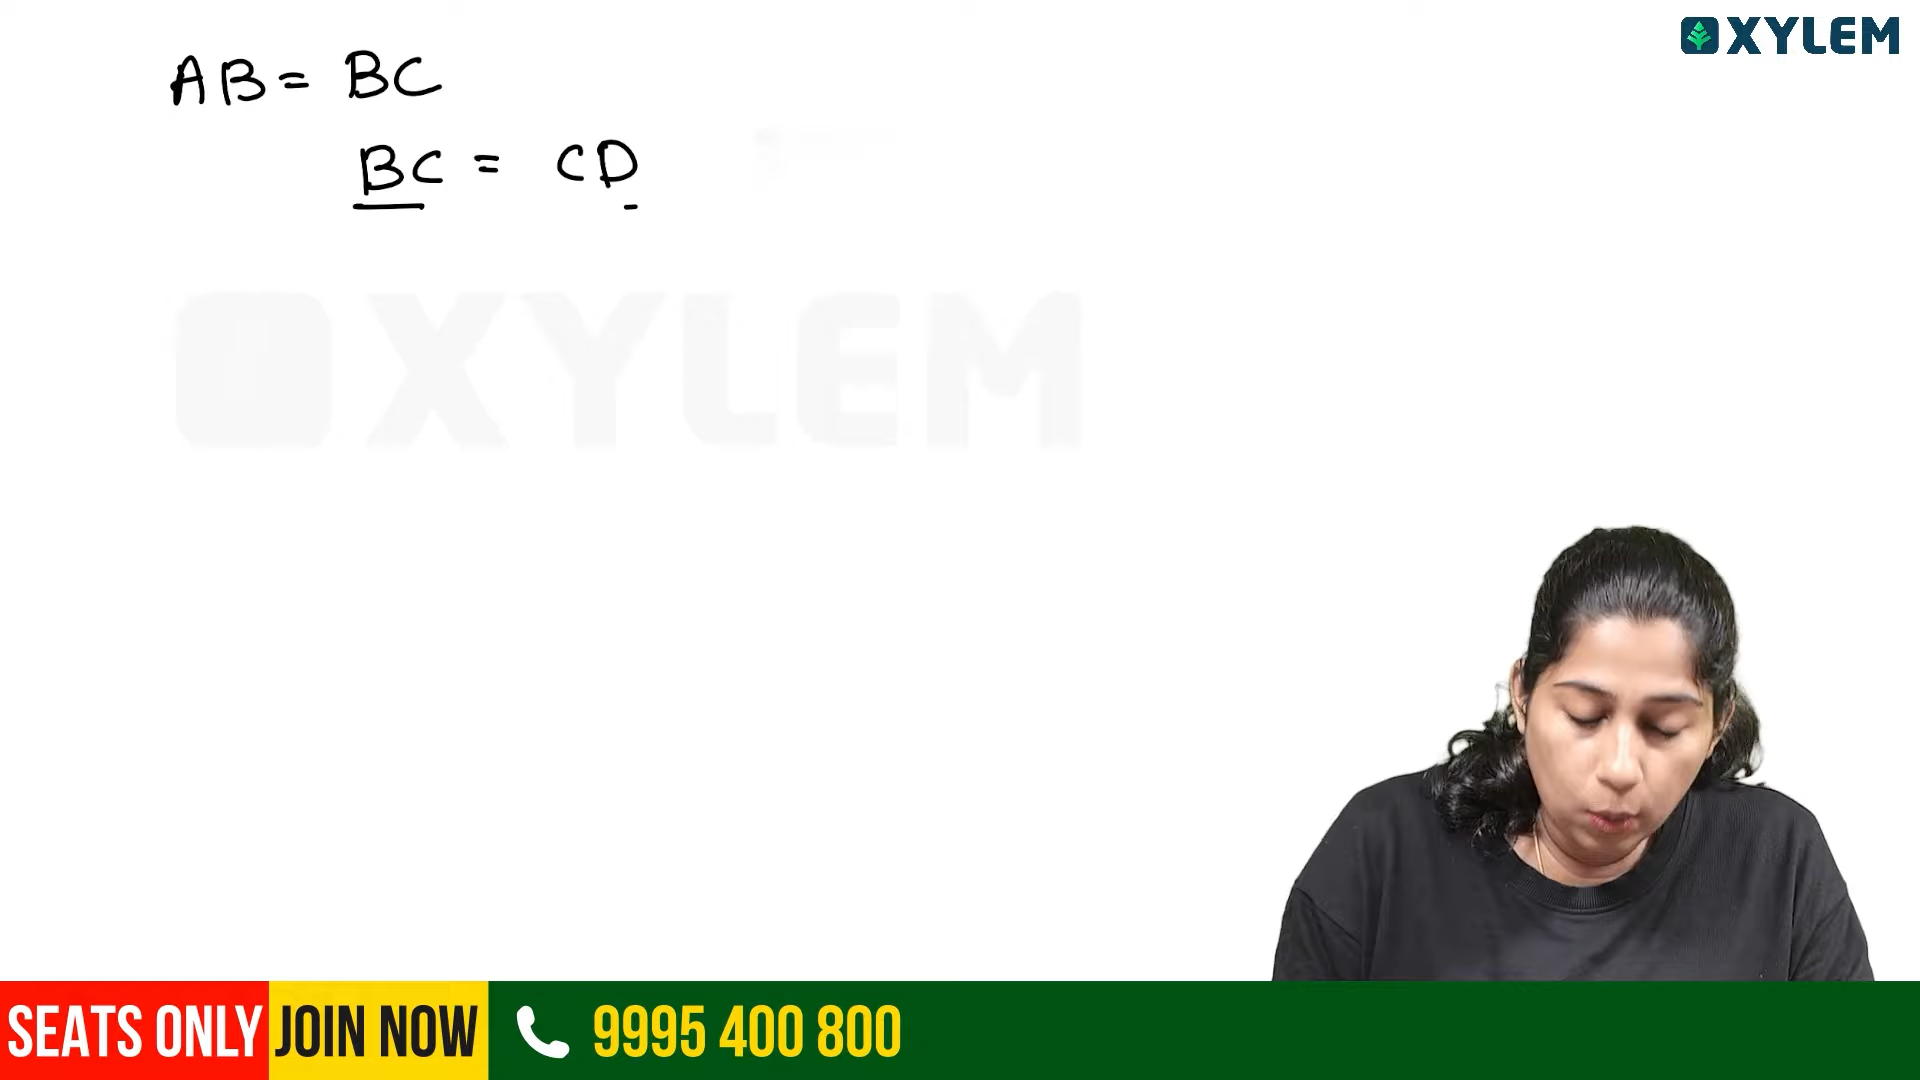 XYLEM
AB = BC
BC = CD
XYLEM
SEATS ONLY JOIN NOW 9995 400 800